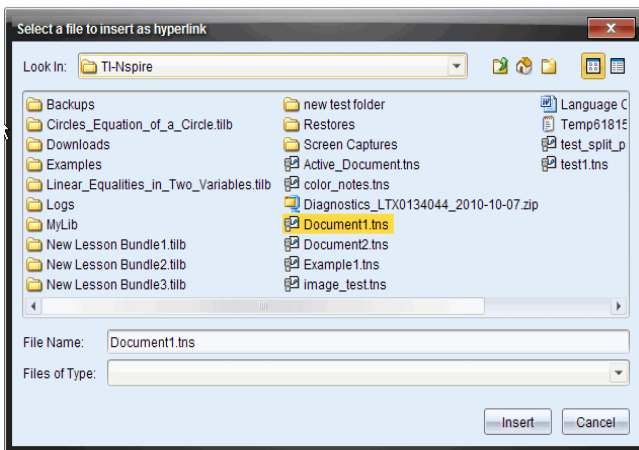 Select a file to insert as hyperlink
Look In: TI-Nspire
Backups
Circles_Equation_of_a_Circle.tilb
Downloads
Examples
Linear_Equalities_in_Two_Variables.tilb
Logs
MyLib
New Lesson Bundle1.tilb
New Lesson Bundle2.tilb
New Lesson Bundle3.tilb
new test folder
Restores
Screen Captures
Active_Document.tns
color_notes.tns
Diagnostics_LTX0134044_2010-10-07.zip
Document1.tns
Document2.tns
Example1.tns
image_test.tns
Language C
Temp61815
test_split_p
test1.tns
File Name: Document1.tns
Files of Type:
Insert Cancel